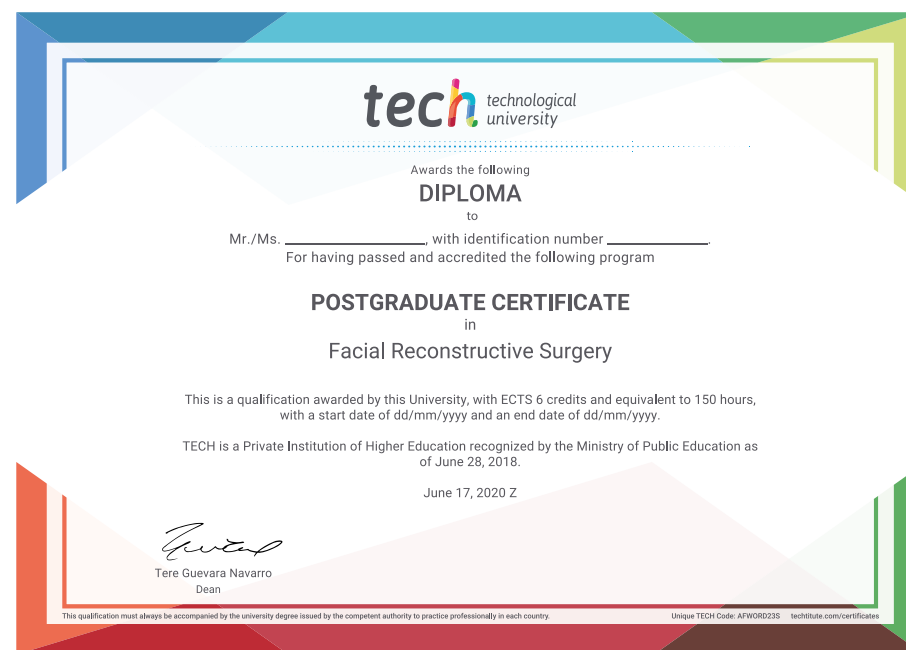 tech technological
university
Awards the following
DIPLOMA
to
Mr./Ms. ____________, with identification number _________.
For having passed and accredited the following program
POSTGRADUATE CERTIFICATE
in
Facial Reconstructive Surgery
This is a qualification awarded by this University, with ECTS 6 credits and equivalent to 150 hours,
with a start date of dd/mm/yyyy and an end date of dd/mm/yyyy.
TECH is a Private Institution of Higher Education recognized by the Ministry of Public Education as
of June 28, 2018.
June 17, 2020 Z
Tere Guevara Navarro
Dean
This qualification must always be accompanied by the university degree issued by the competent authority to practice professionally in each country. Unique TECH Code: AFWORD23S techtitute.com/certificates